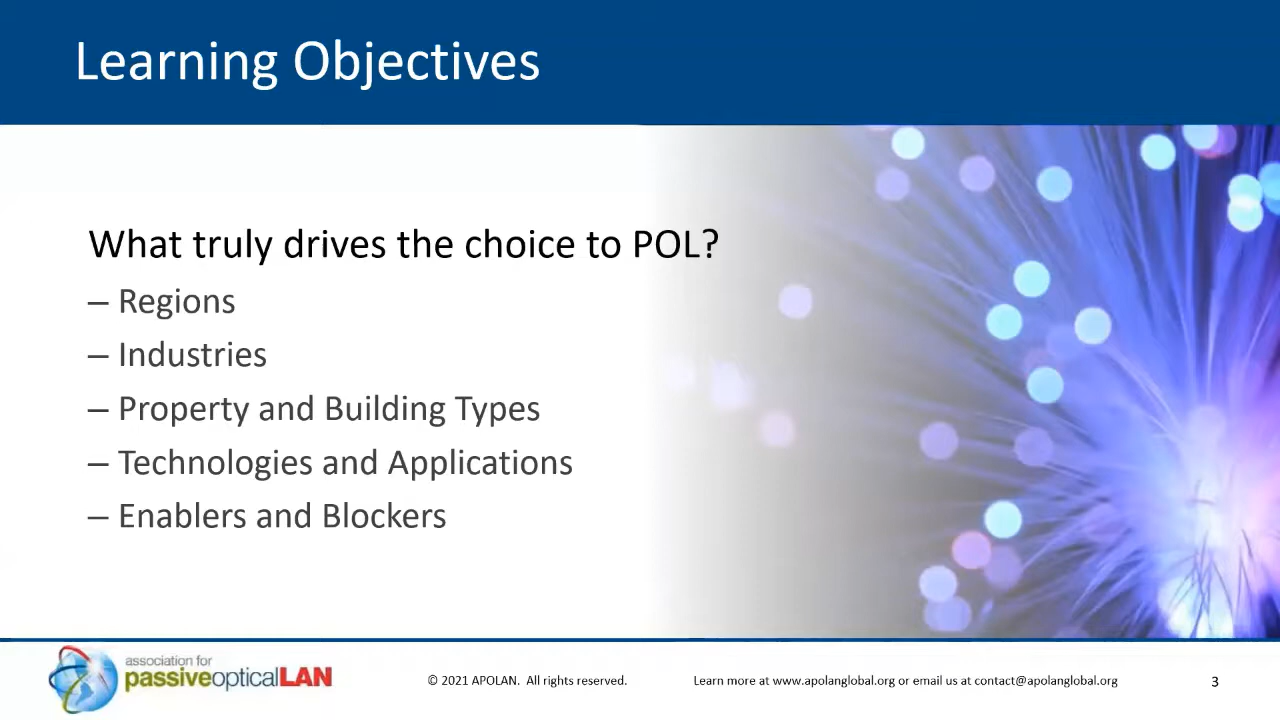 Learning Objectives
What truly drives the choice to POL?
– Regions
– Industries
– Property and Building Types
– Technologies and Applications
– Enablers and Blockers
association for
passiveopticalLAN
© 2021 APOLAN. All rights reserved.
Learn more at www.apolanglobal.org or email us at contact@apolanglobal.org
3